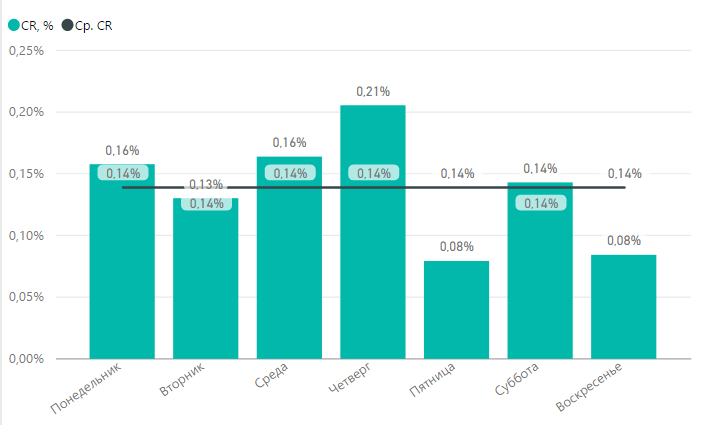 CR, % Ср. CR
0,25%
0,21%
0,20%
0,16%
0,16%
0,15%
0,14%
0,14%
0,14%
0,14%
0,14%
0,14%
0,13%
0,14%
0,14%
0,10%
0,08%
0,08%
0,05%
0,00%
Понедельник
Вторник
Среда
Четверг
Пятница
Суббота
Воскресенье